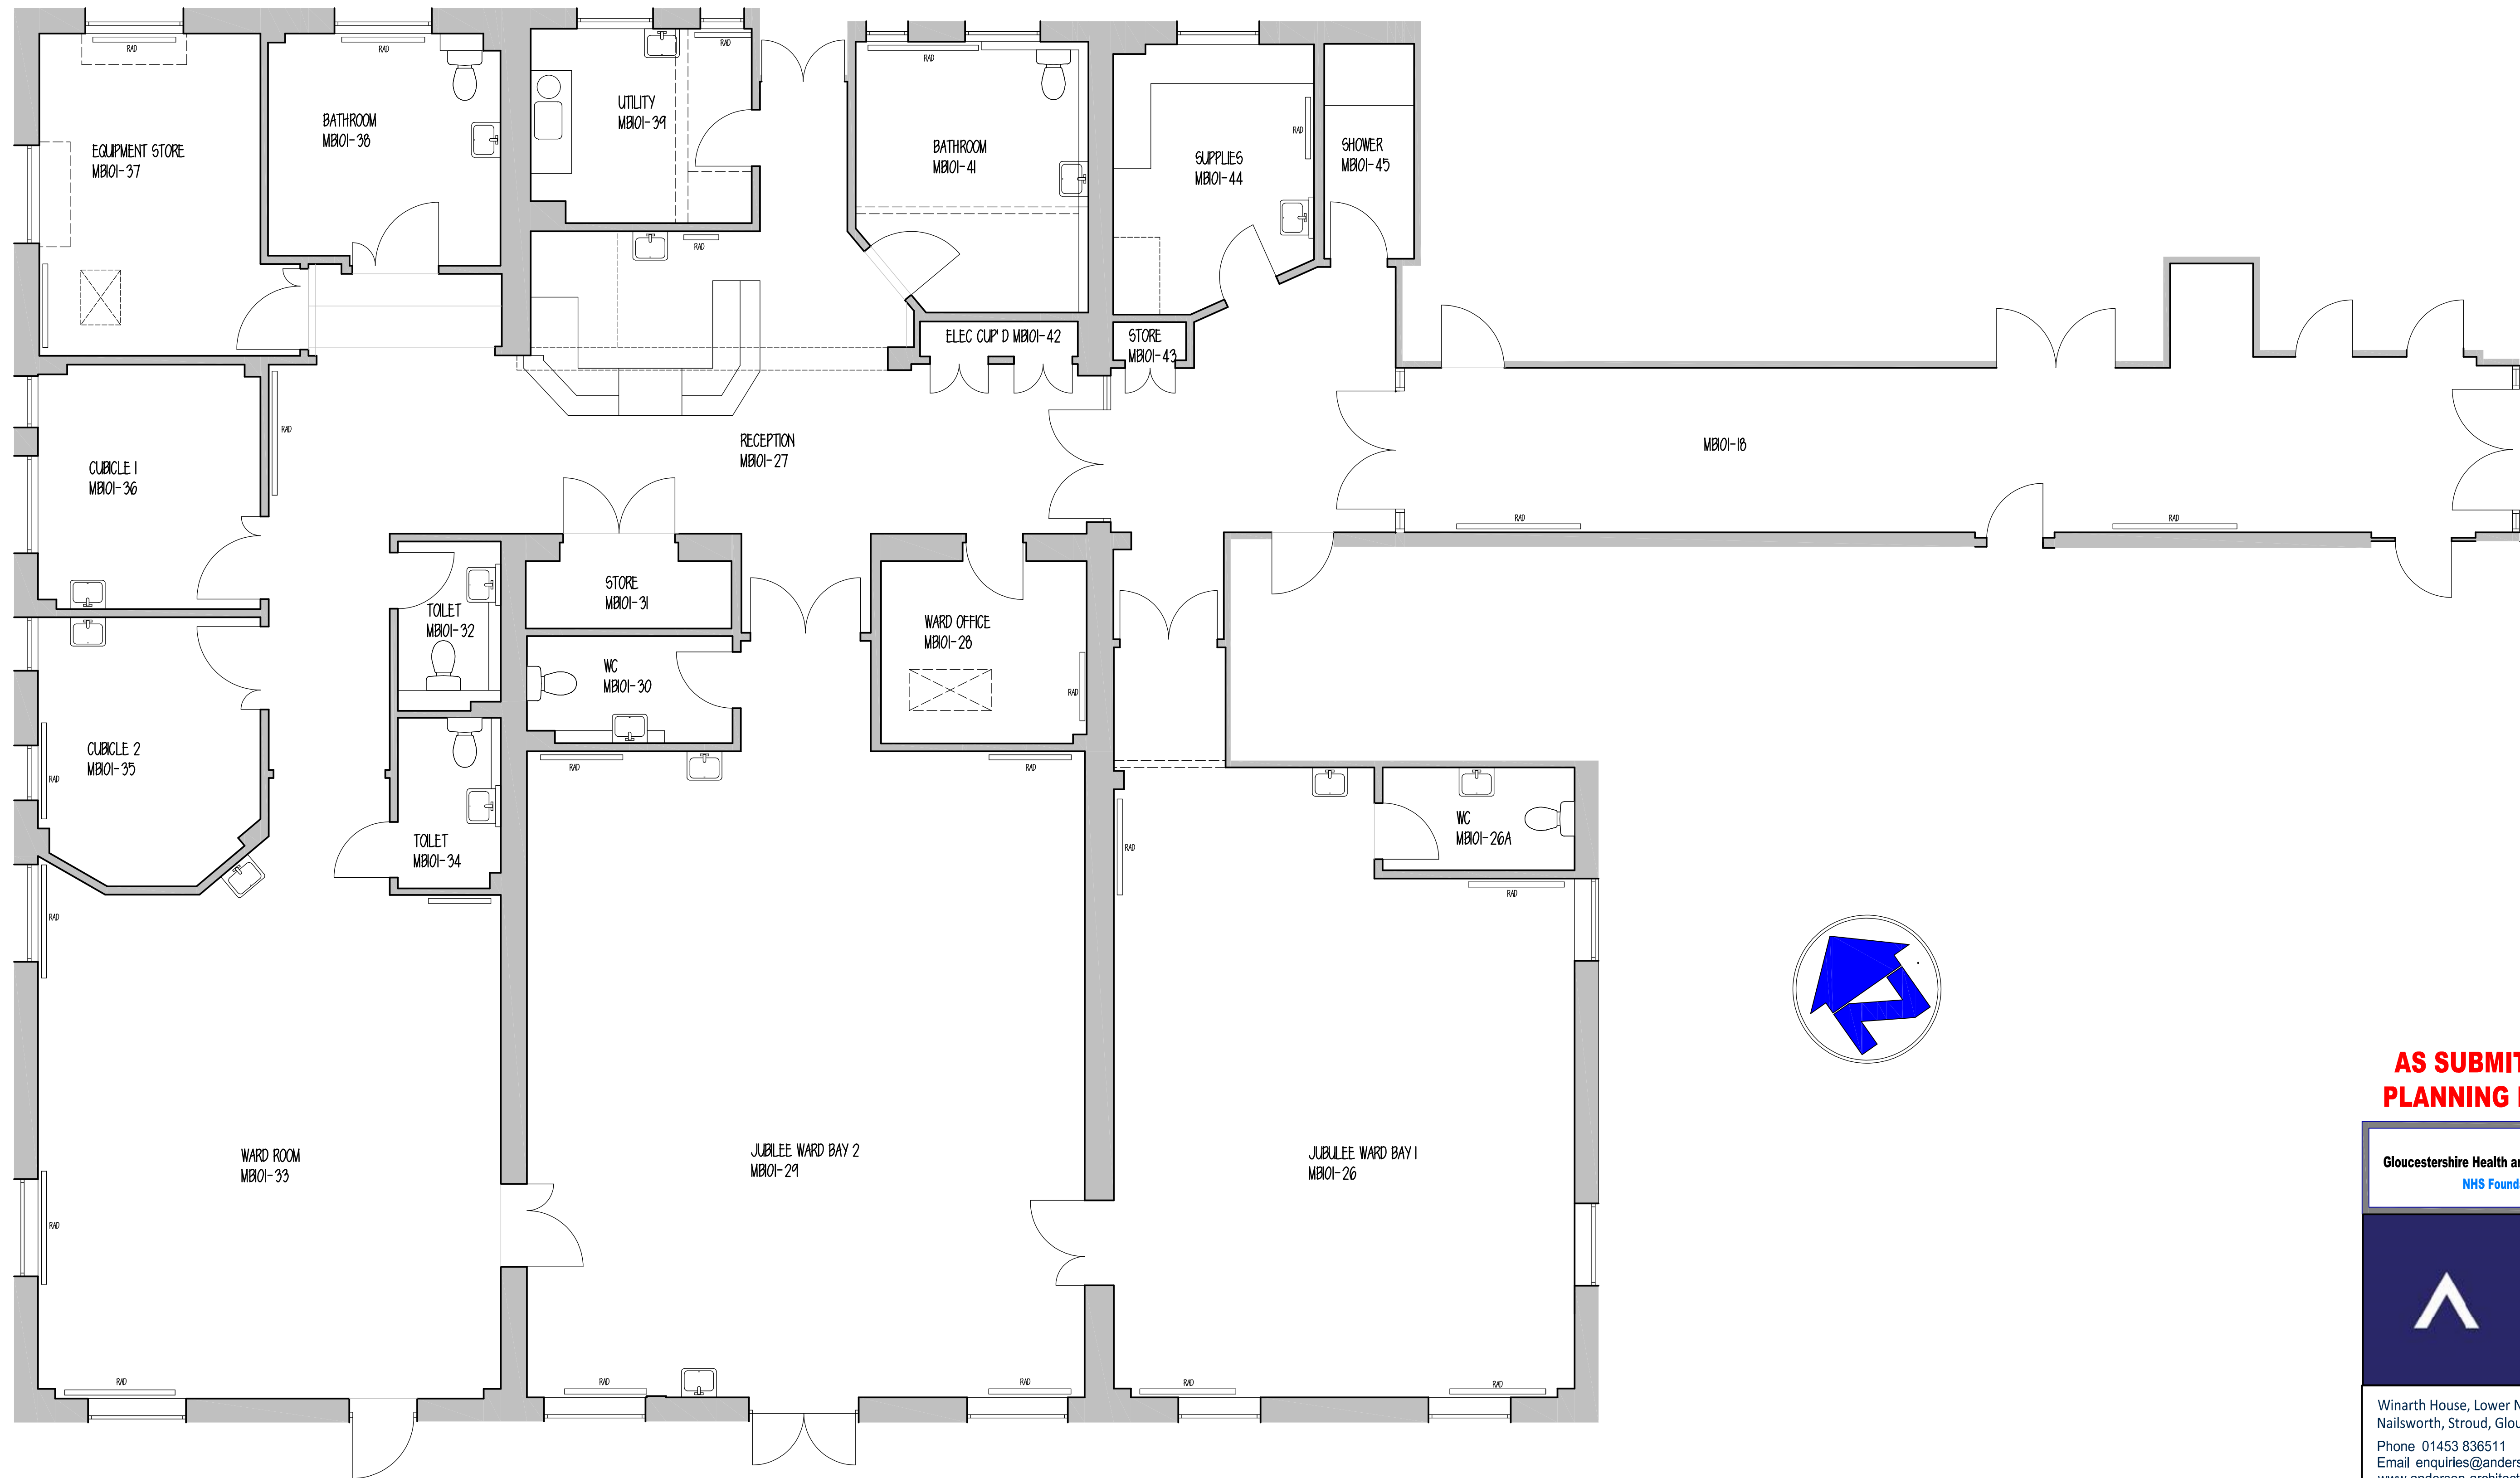 RAD
RAD
RAD
UTILITY
MB101-39
RAD
BATHROOM
MB101-38
EQUIPMENT STORE
MB101-37
BATHROOM
MB101-41
RAD
SUPPLIES
MB101-44
SHOWER
MB101-45
RAD
ELEC CUP'D MB101-42
STORE
MB101-43
RAD
RECEPTION
MB101-27
MB101-18
CUBICLE 1
MB101-36
RAD
RAD
STORE
MB101-31
TOILET
MB101-32
WARD OFFICE
MB101-28
WC
MB101-30
RAD
CUBICLE 2
MB101-35
RAD
RAD
RAD
TOILET
MB101-34
WC
MB101-26A
RAD
RAD
RAD
WARD ROOM
MB101-33
JUBILEE WARD BAY 2
MB101-29
JUBULEE WARD BAY 1
MB101-26
RAD
RAD
RAD
RAD
RAD
RAD
AS SUBMIT
PLANNING
Gloucestershire Health
NHS Found
Winarth House, Lower N
Nailsworth, Stroud, Glou
Phone 01453 836511
Email enquiries@anders
www.anderson-architect